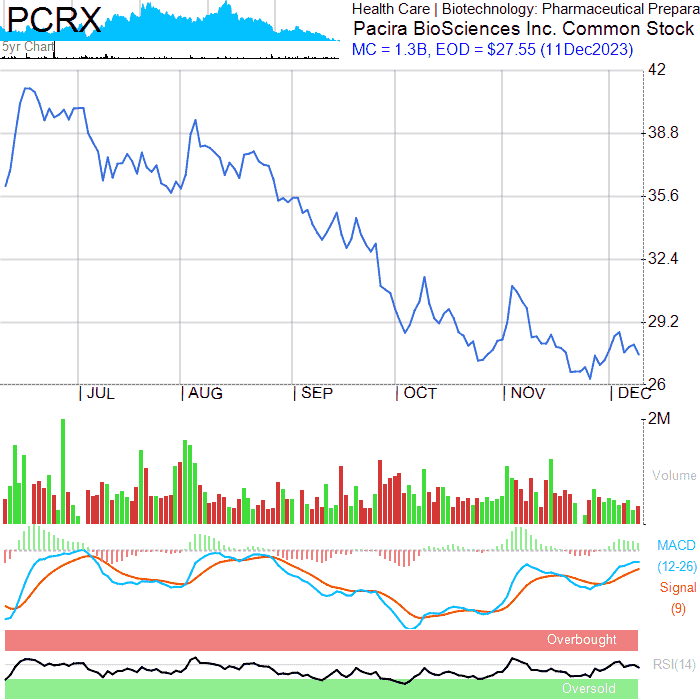 PCRX
5yr Chart
Health Care | Biotechnology: Pharmaceutical Prepara
Pacira BioSciences Inc. Common Stock
MC = 1.3B, EOD = $27.55 (11Dec2023)
42
38.8
35.6
32.4
29.2
26
JUL AUG SEP OCT NOV DEC
2M
Volume
MACD
(12-26)
Signal
(9)
Overbought
RSI(14)
Oversold